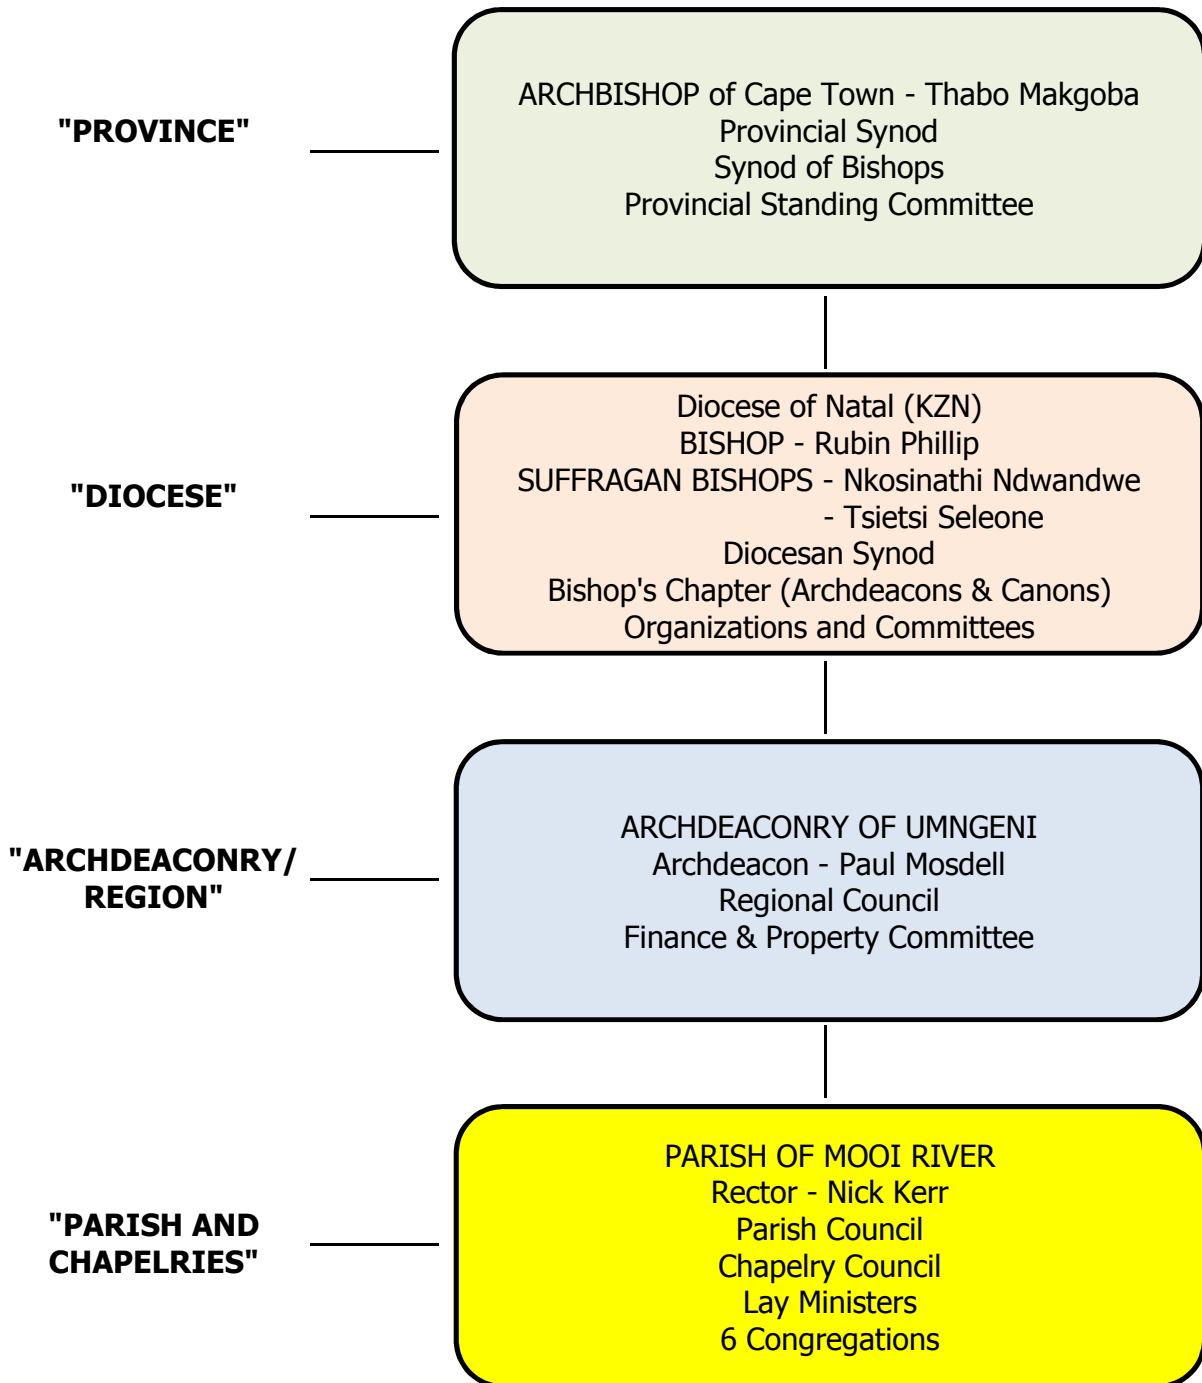 "PROVINCE"
ARCHBISHOP of Cape Town - Thabo Makgoba
Provincial Synod
Synod of Bishops
Provincial Standing Committee
"DIOCESE"
Diocese of Natal (KZN)
BISHOP - Rubin Phillip
SUFFRAGAN BISHOPS - Nkosinathi Ndwandwe
- Tsietsi Seleone
Diocesan Synod
Bishop's Chapter (Archdeacons & Canons)
Organizations and Committees
"ARCHDEACONRY/
REGION"
ARCHDEACONRY OF UMNGENI
Archdeacon - Paul Mosdell
Regional Council
Finance & Property Committee
"PARISH AND
CHAPELRIES"
PARISH OF MOOI RIVER
Rector - Nick Kerr
Parish Council
Chapelry Council
Lay Ministers
6 Congregations